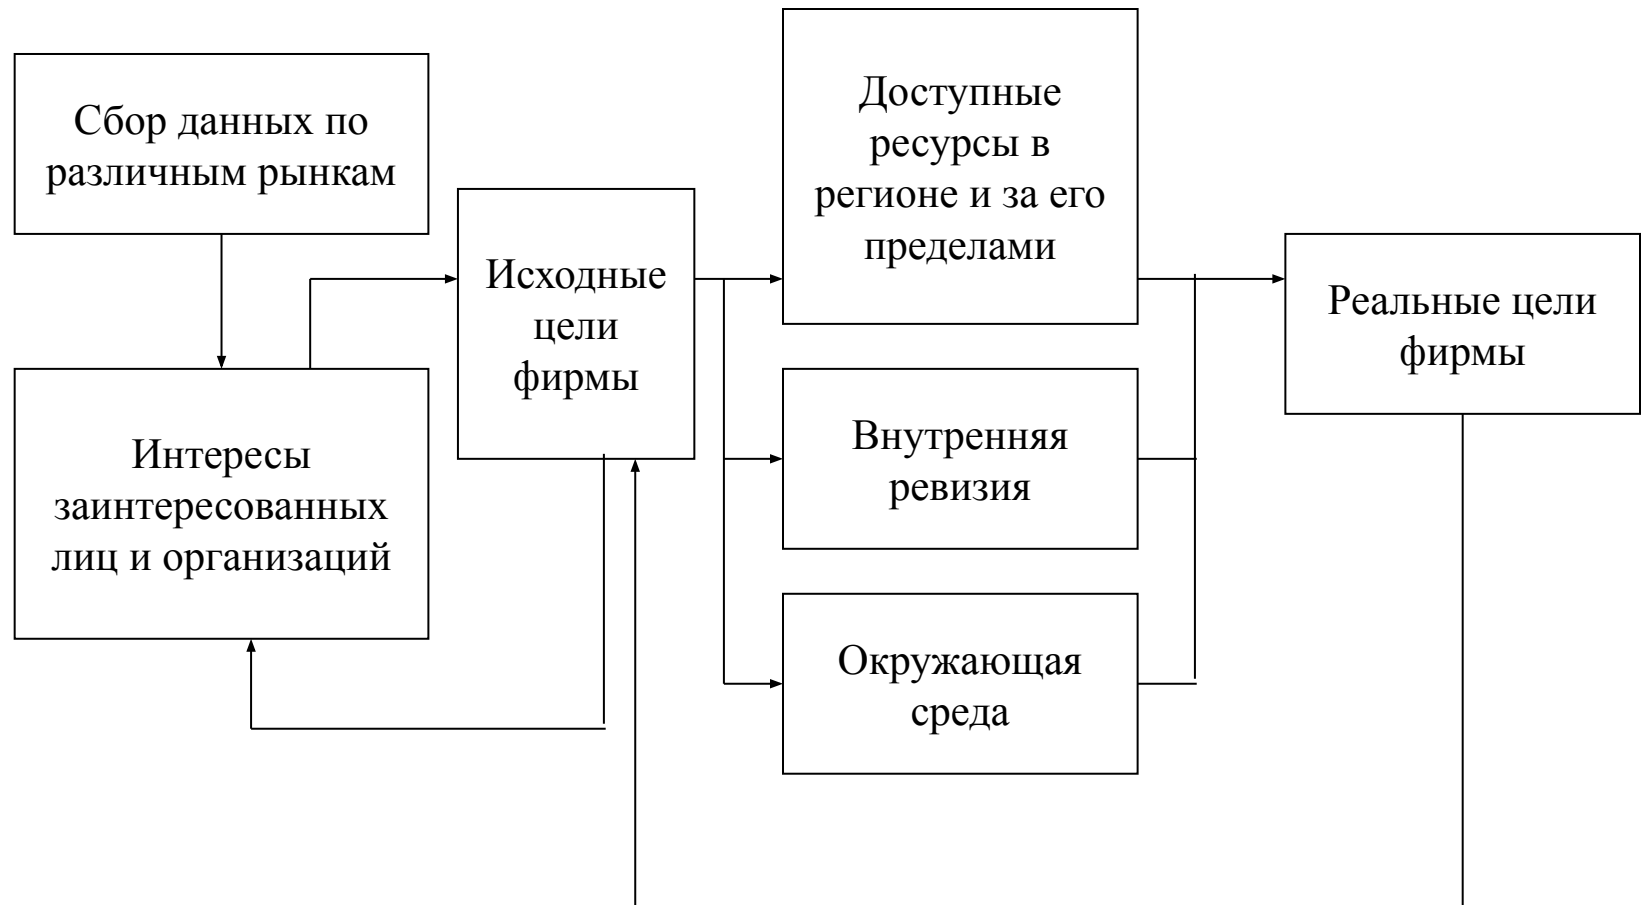 Сбор данных по
различным рынкам
Интересы
заинтересованных
лиц и организаций
Исходные
цели
фирмы
Доступные
ресурсы в
регионе и за его
пределами
Внутренняя
ревизия
Окружающая
среда
Реальные цели
фирмы